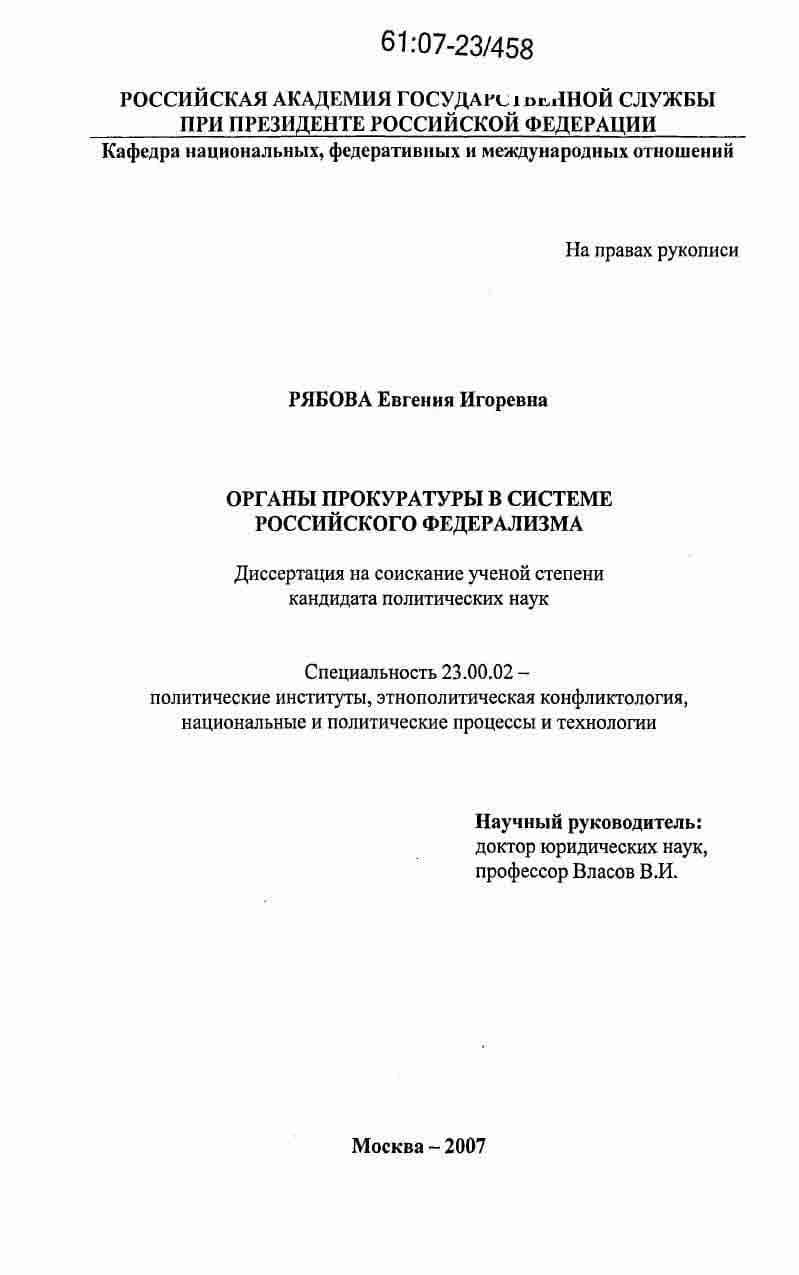 61:07-23/458
РОССИЙСКАЯ АКАДЕМИЯ ГОСУДАРСТВЕННОЙ СЛУЖБЫ
ПРИ ПРЕЗИДЕНТЕ РОССИЙСКОЙ ФЕДЕРАЦИИ
Кафедра национальных, федеративных и международных отношений
На правах рукописи
РЯБОВА Евгения Игоревна
ОРГАНЫ ПРОКУРАТУРЫ В СИСТЕМЕ
РОССИЙСКОГО ФЕДЕРАЛИЗМА
Диссертация на соискание ученой степени
кандидата политических наук
Специальность 23.00.02 –
политические институты, этнополитическая конфликтология,
национальные и политические процессы и технологии
Научный руководитель:
доктор юридических наук,
профессор Власов В.И.
Москва – 2007